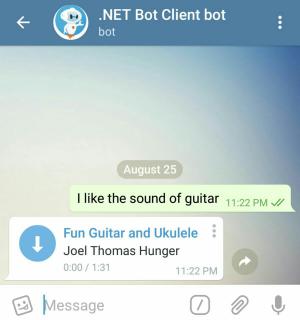 .NET Bot Client bot
bot
August 25
I like the sound of guitar 11:22 PM
Fun Guitar and Ukulele
Joel Thomas Hunger
0:00 / 1:31
11:22 PM
Message